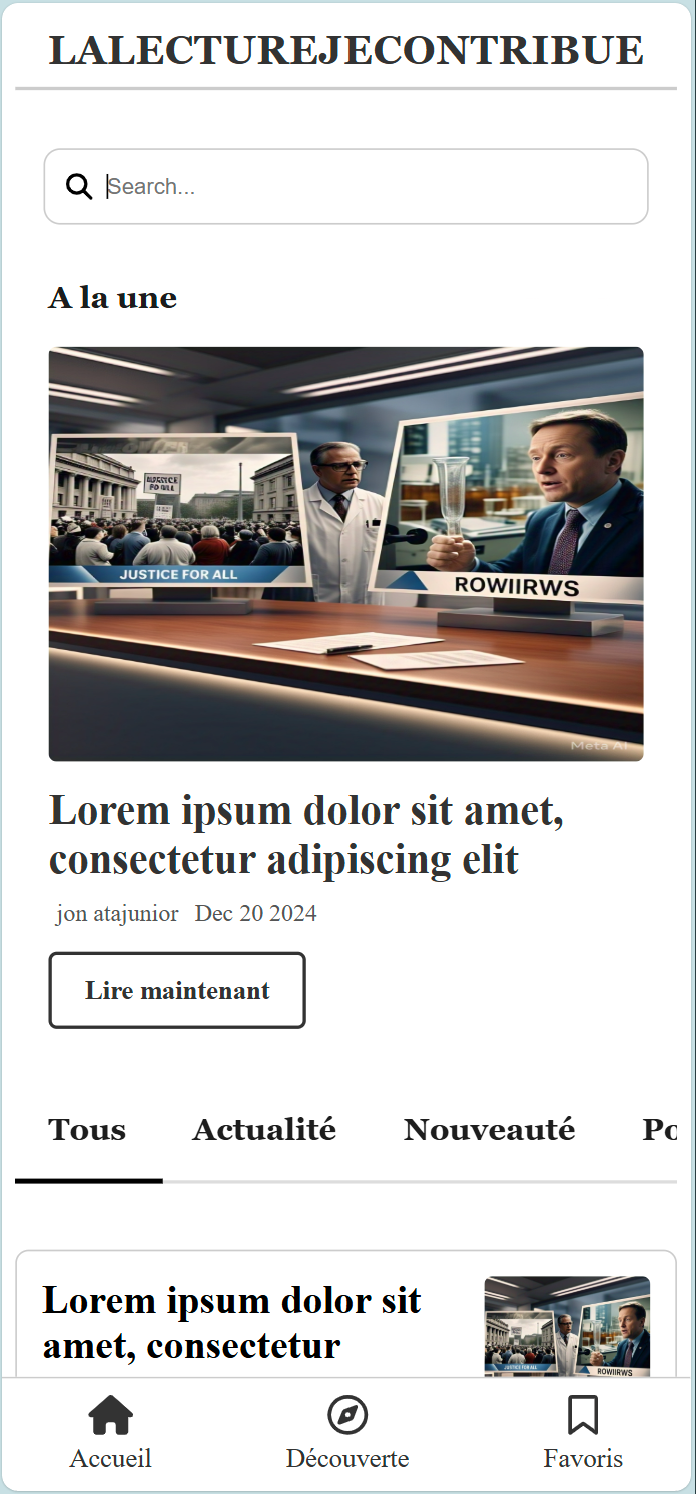 LALECTUREJECONTRIBUE
Search...
A la une
JUSTICE FOR ALL
ROWIIRWS
Meta AI
Lorem ipsum dolor sit amet,
consectetur adipiscing elit
jon atajunior Dec 20 2024
Lire maintenant
Tous Actualité Nouveauté Po
Lorem ipsum dolor sit
amet, consectetur
JUSTICE FOR ALL
ROWIIRWS
Accueil Découverte Favoris